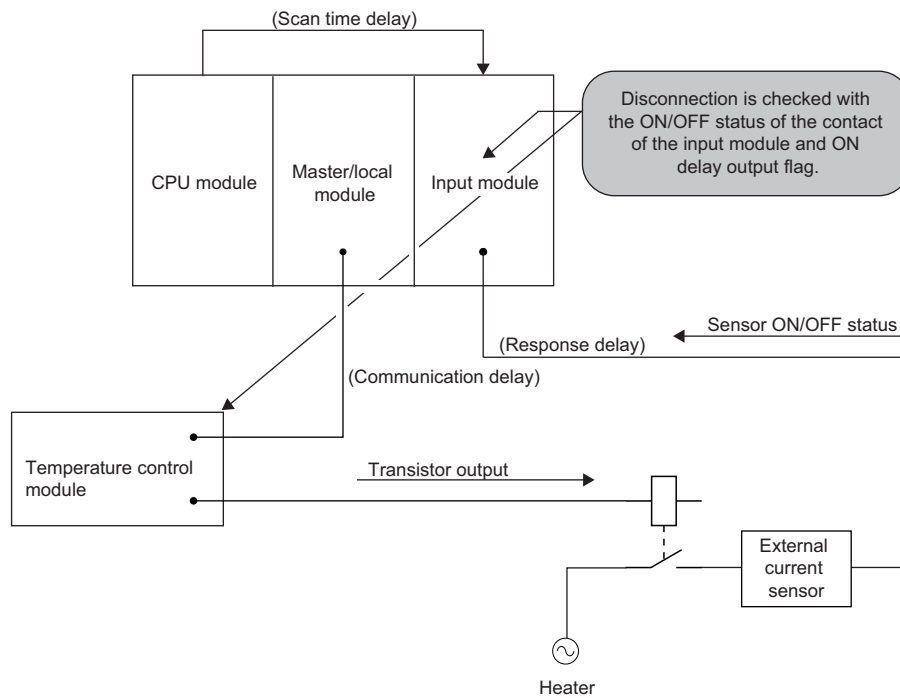 (Scan time delay)
Disconnection is checked with
the ON/OFF status of the contact
of the input module and ON
delay output flag.
CPU module
Master/local
module
Input module
Sensor ON/OFF status
(Response delay)
(Communication delay)
Temperature control
module
Transistor output
External
current
sensor
Heater